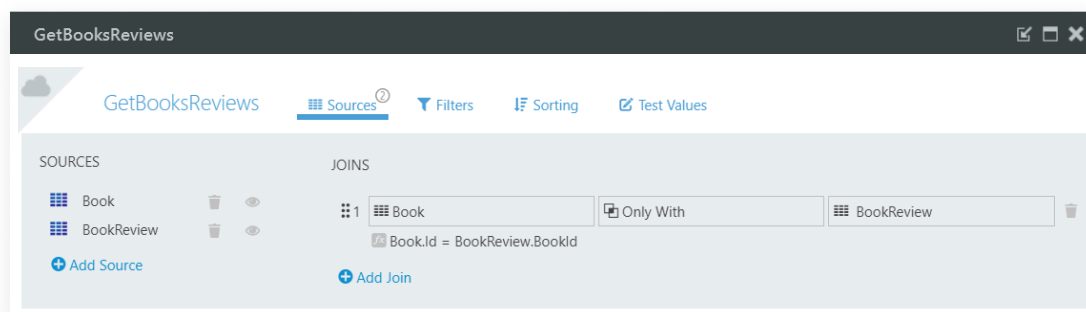 GetBooksReviews
GetBooksReviews Sources 2 Filters Sorting Test Values
SOURCES
Book
BookReview
Add Source
JOINS
1 Book Only With BookReview
fx Book.Id = BookReview.BookId
Add Join